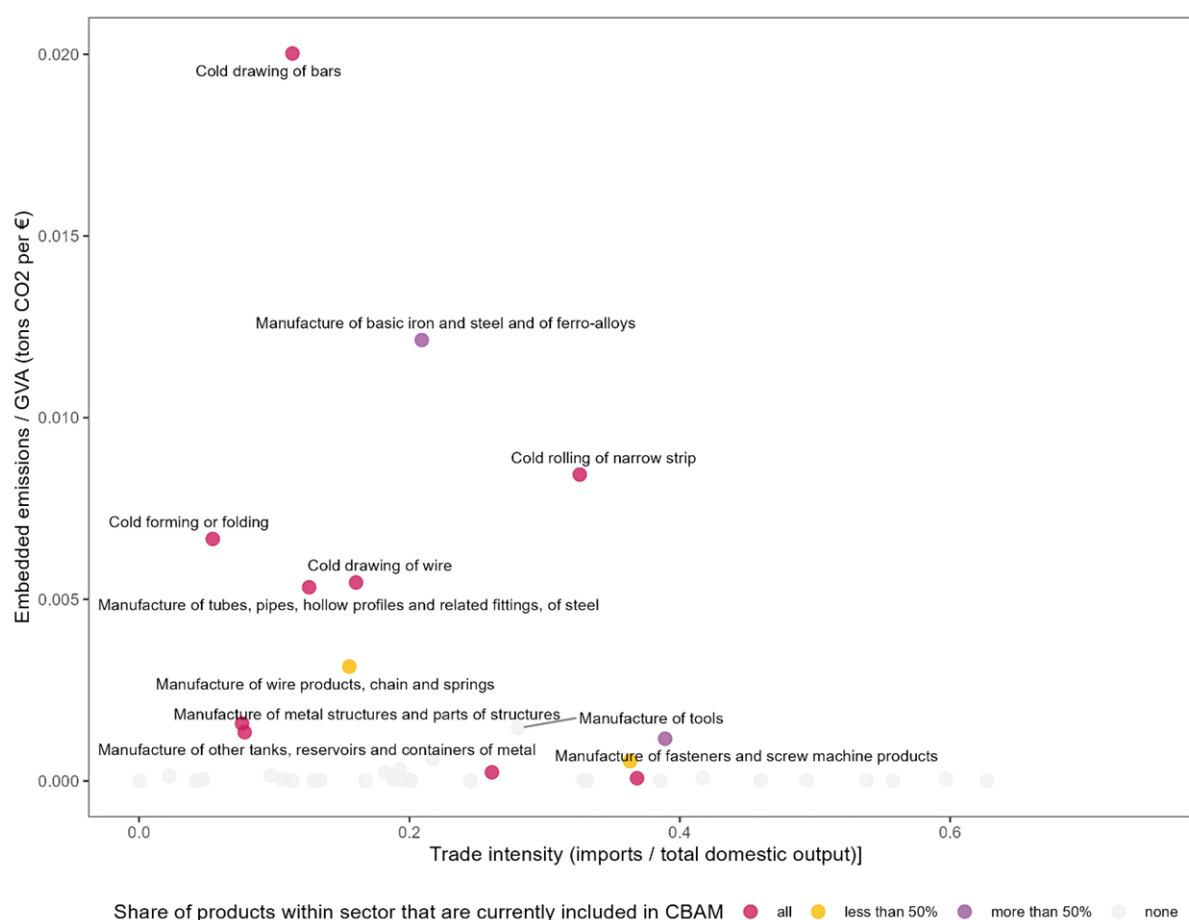 0.020
Cold drawing of bars
0.015
Manufacture of basic iron and steel and of ferro-alloys
0.010
Cold rolling of narrow strip
Cold forming or folding
Cold drawing of wire
0.005
Manufacture of tubes, pipes, hollow profiles and related fittings, of steel
Manufacture of wire products, chain and springs
Manufacture of metal structures and parts of structures
Manufacture of tools
Manufacture of other tanks, reservoirs and containers of metal
Manufacture of fasteners and screw machine products
0.000
Embedded emissions / GVA (tons CO2 per €)
0.0 0.2 0.4 0.6
Trade intensity (imports / total domestic output)]
Share of products within sector that are currently included in CBAM all less than 50% more than 50% none